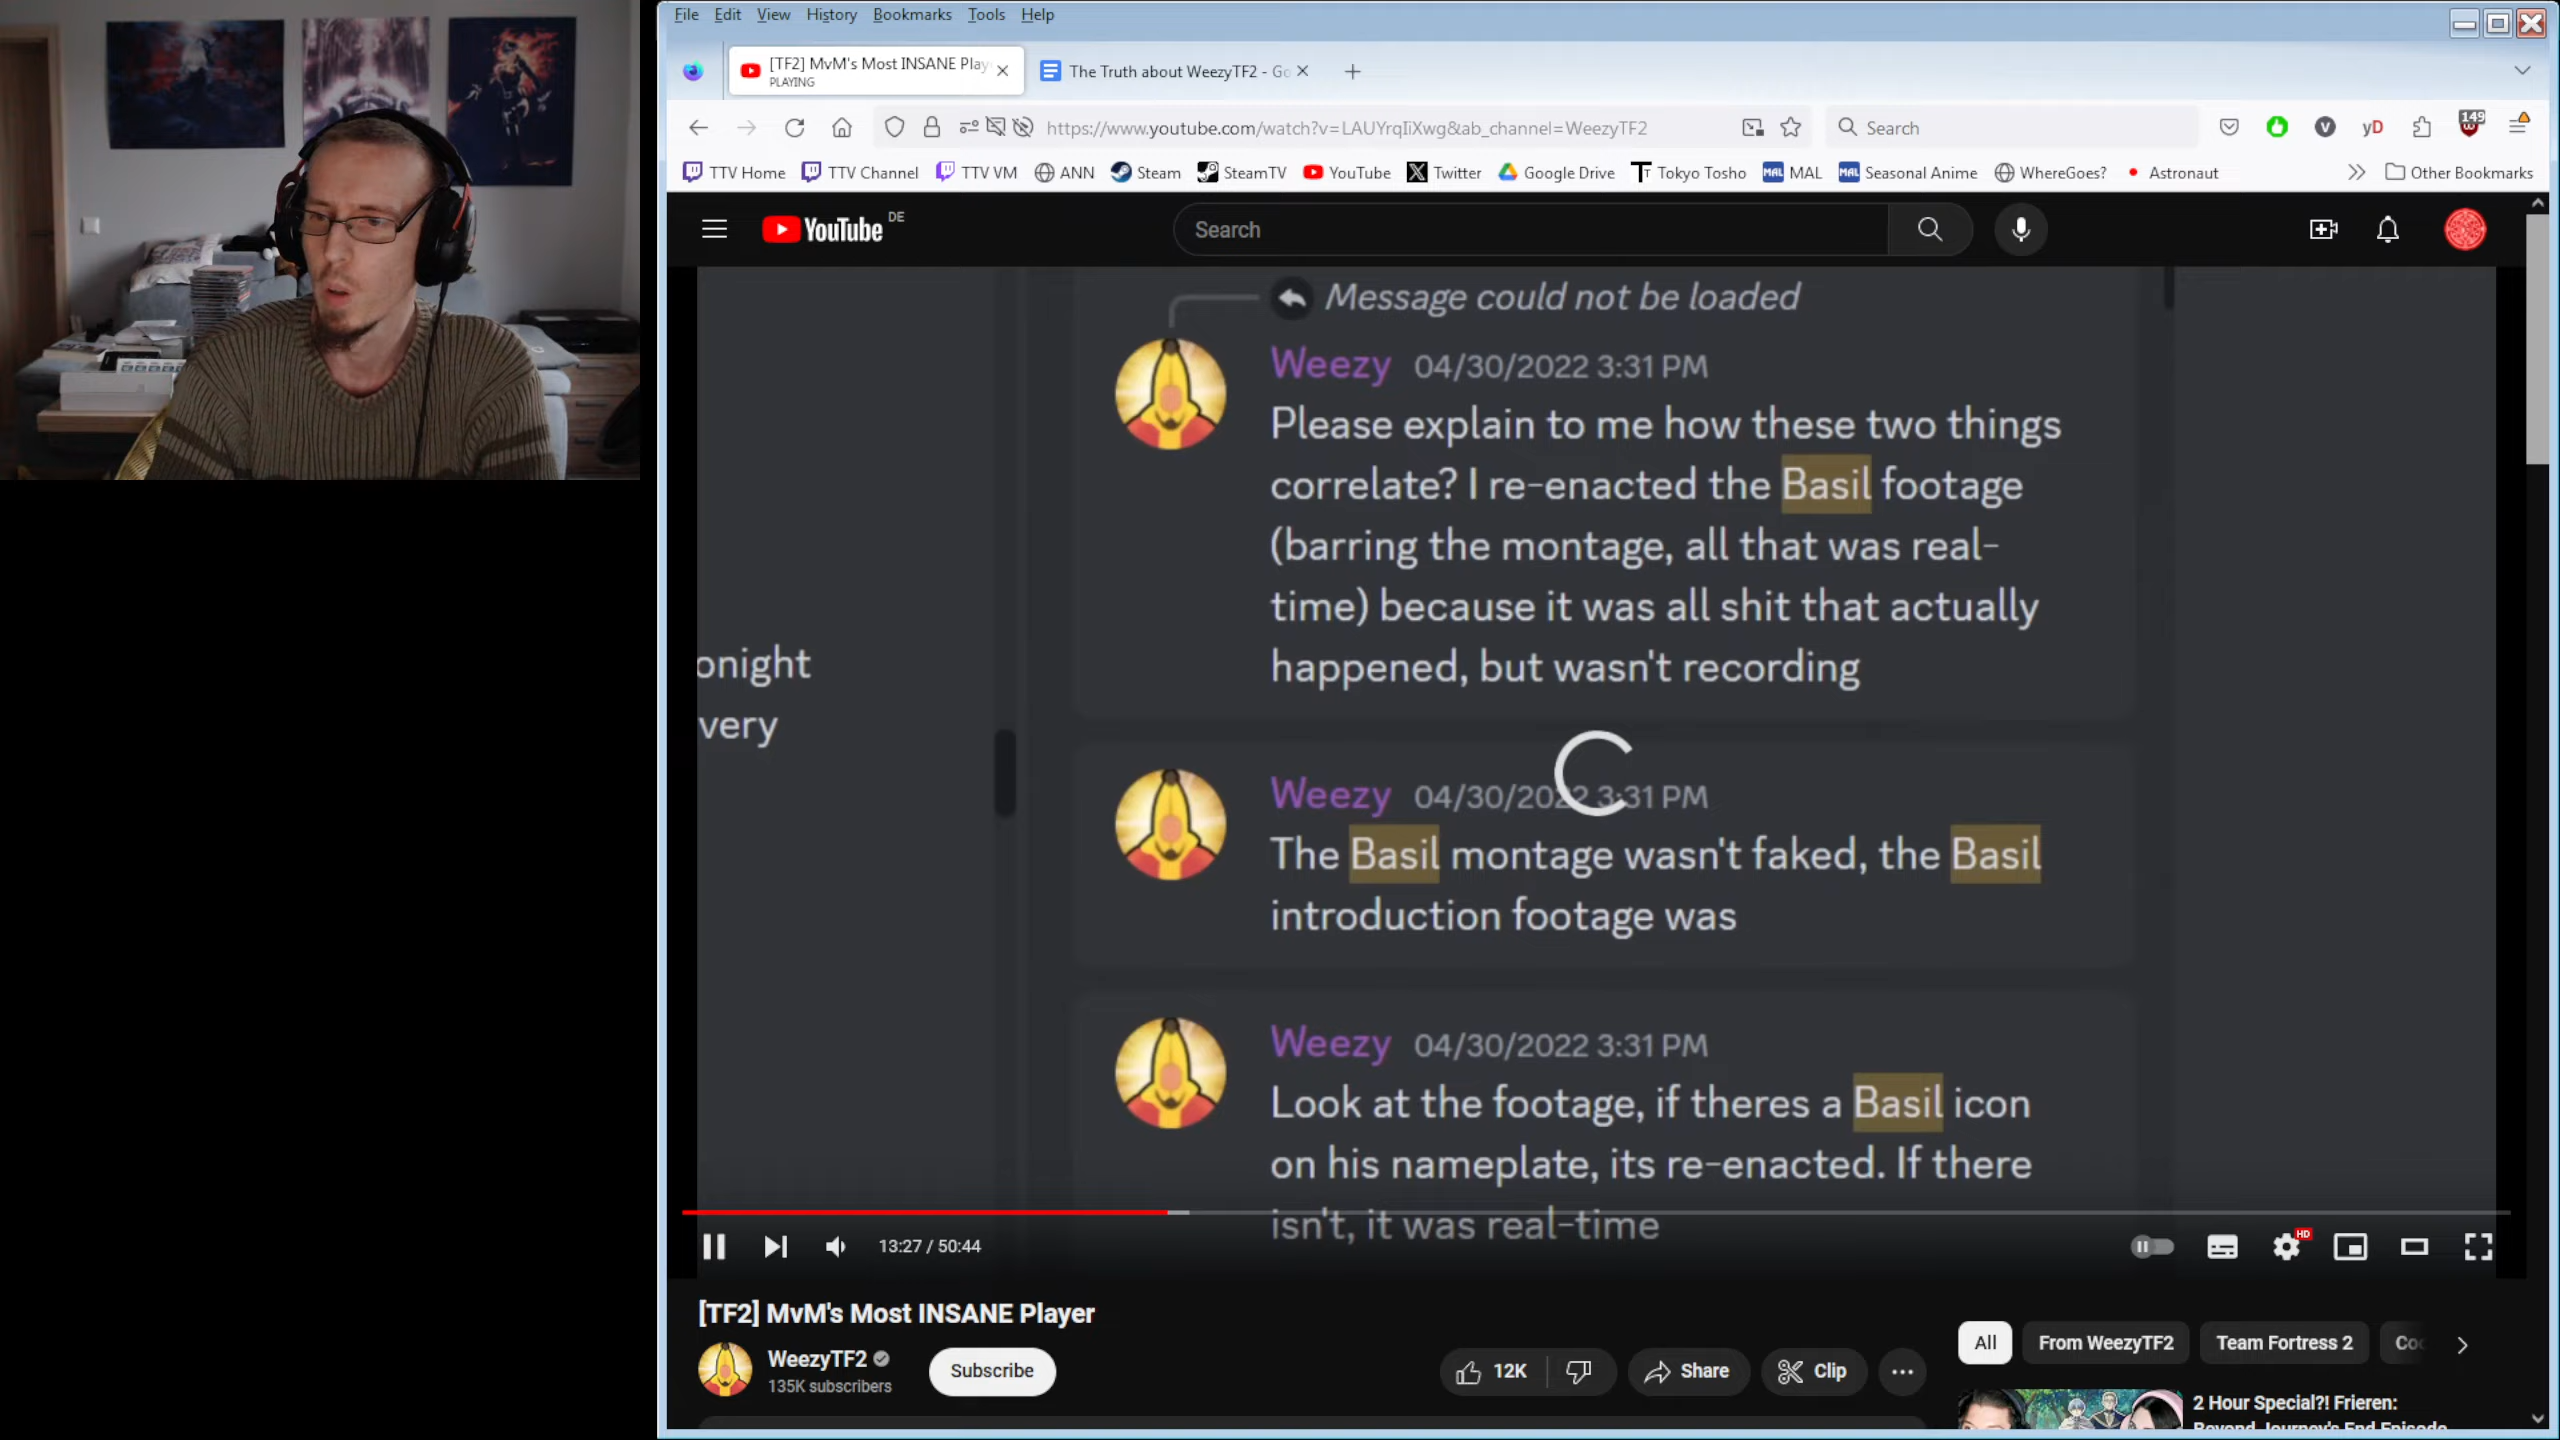 File Edit View History Bookmarks Tools Help
[TF2] MvM's Most INSANE Play
PLAYING
The Truth about WeezyTF2 - Go
https://www.youtube.com/watch?v=LAUYrqIiXwg&ab_channel=WeezyTF2
Search
V
yD
149
TTV Home TTV Channel TTV VM ANN Steam SteamTV YouTube Twitter Google Drive Tokyo Tosho MAL Seasonal Anime WhereGoes? Astronaut Other Bookmarks
YouTube DE
Search
Message could not be loaded
Weezy 04/30/2022 3:31 PM
Please explain to me how these two things
correlate? I re-enacted the Basil footage
(barring the montage, all that was real-
time) because it was all shit that actually
happened, but wasn't recording
onight
very
Weezy 04/30/2022 3:31 PM
The Basil montage wasn't faked, the Basil
introduction footage was
Weezy 04/30/2022 3:31 PM
Look at the footage, if theres a Basil icon
on his nameplate, its re-enacted. If there
isn't, it was real-time
13:27 / 50:44
HD
[TF2] MvM's Most INSANE Player
WeezyTF2
135K subscribers
Subscribe
12K
Share
Clip
All
From WeezyTF2
Team Fortress 2
2 Hour Special?! Frieren:
Beyond Journey's End Episode